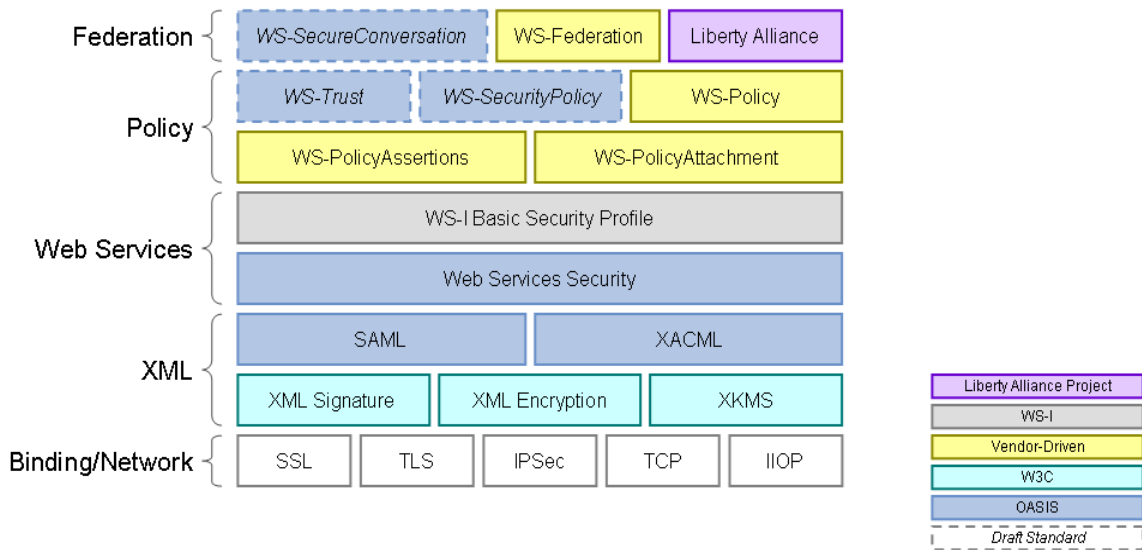 Federation
WS-SecureConversation
WS-Federation
Liberty Alliance
Policy
WS-Trust
WS-SecurityPolicy
WS-Policy
WS-PolicyAssertions
WS-PolicyAttachment
Web Services
WS-I Basic Security Profile
Web Services Security
XML
SAML
XACML
XML Signature
XML Encryption
XKMS
Binding/Network
SSL
TLS
IPSec
TCP
IIOP
Liberty Alliance Project
WS-I
Vendor-Driven
W3C
OASIS
Draft Standard